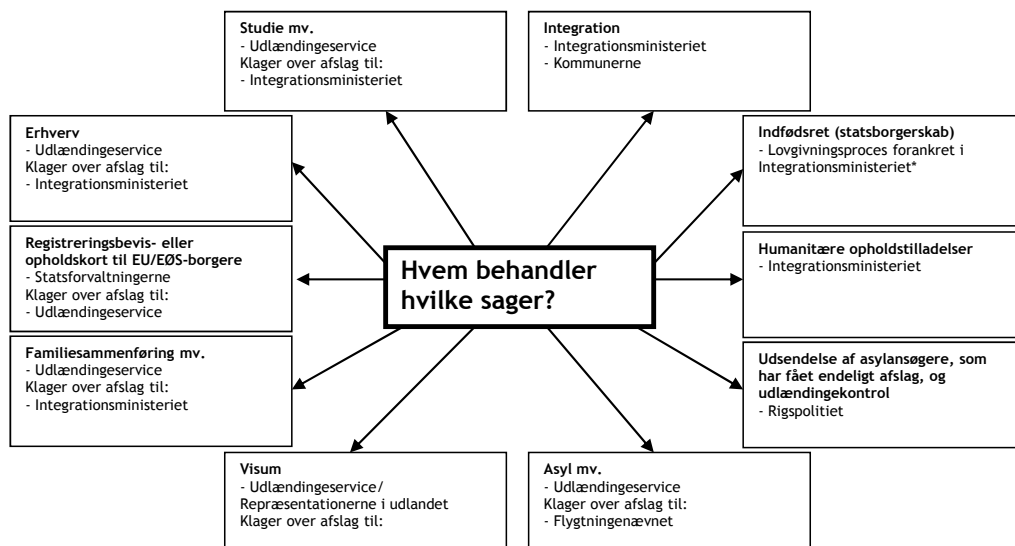 Studie mv.
- Udlændingeservice
Klager over afslag til:
- Integrationsministeriet
Integration
- Integrationsministeriet
- Kommunerne
Erhverv
- Udlændingeservice
Klager over afslag til:
- Integrationsministeriet
Indfødsret (statsborgerskab)
- Lovgivningsproces forankret i
Integrationsministeriet*
Registreringsbevis- eller
opholdskort til EU/EØS-borgere
- Statsforvaltningerne
Klager over afslag til:
- Udlændingeservice
Hvem behandler
hvilke sager?
Humanitære opholdstilladelser
- Integrationsministeriet
Familiesammenføring mv.
- Udlændingeservice
Klager over afslag til:
- Integrationsministeriet
Udsendelse af asylansøgere, som
har fået endeligt afslag, og
udlændingekontrol
- Rigspolitiet
Visum
- Udlændingeservice/
Repræsentationerne i udlandet
Klager over afslag til:
Asyl mv.
- Udlændingeservice
Klager over afslag til:
- Flygtningenævnet